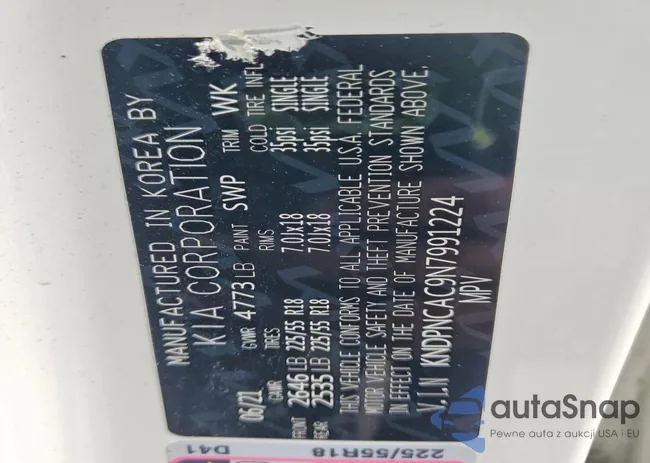 MANUFACTURED IN KOREA BY
KIA CORPORATION
06/21 GVWR 4773 LB PAINT SWP TRIM WK
GAWR TIRES RIMS COLD TIRE INFL
FRONT 2646 LB 225/55 R18 7.0Jx18 35psi SINGLE
REAR 2535 LB 225/55 R18 7.0Jx18 35psi SINGLE
THIS VEHICLE CONFORMS TO ALL APPLICABLE U.S.A. FEDERAL
MOTOR VEHICLE SAFETY AND THEFT PREVENTION STANDARDS
IN EFFECT ON THE DATE OF MANUFACTURE SHOWN ABOVE.
V.I.N KNDPNCAC9N7991224
MPV
225/55R18 D41
autaSnap
Pewne auta z aukcji USA i EU